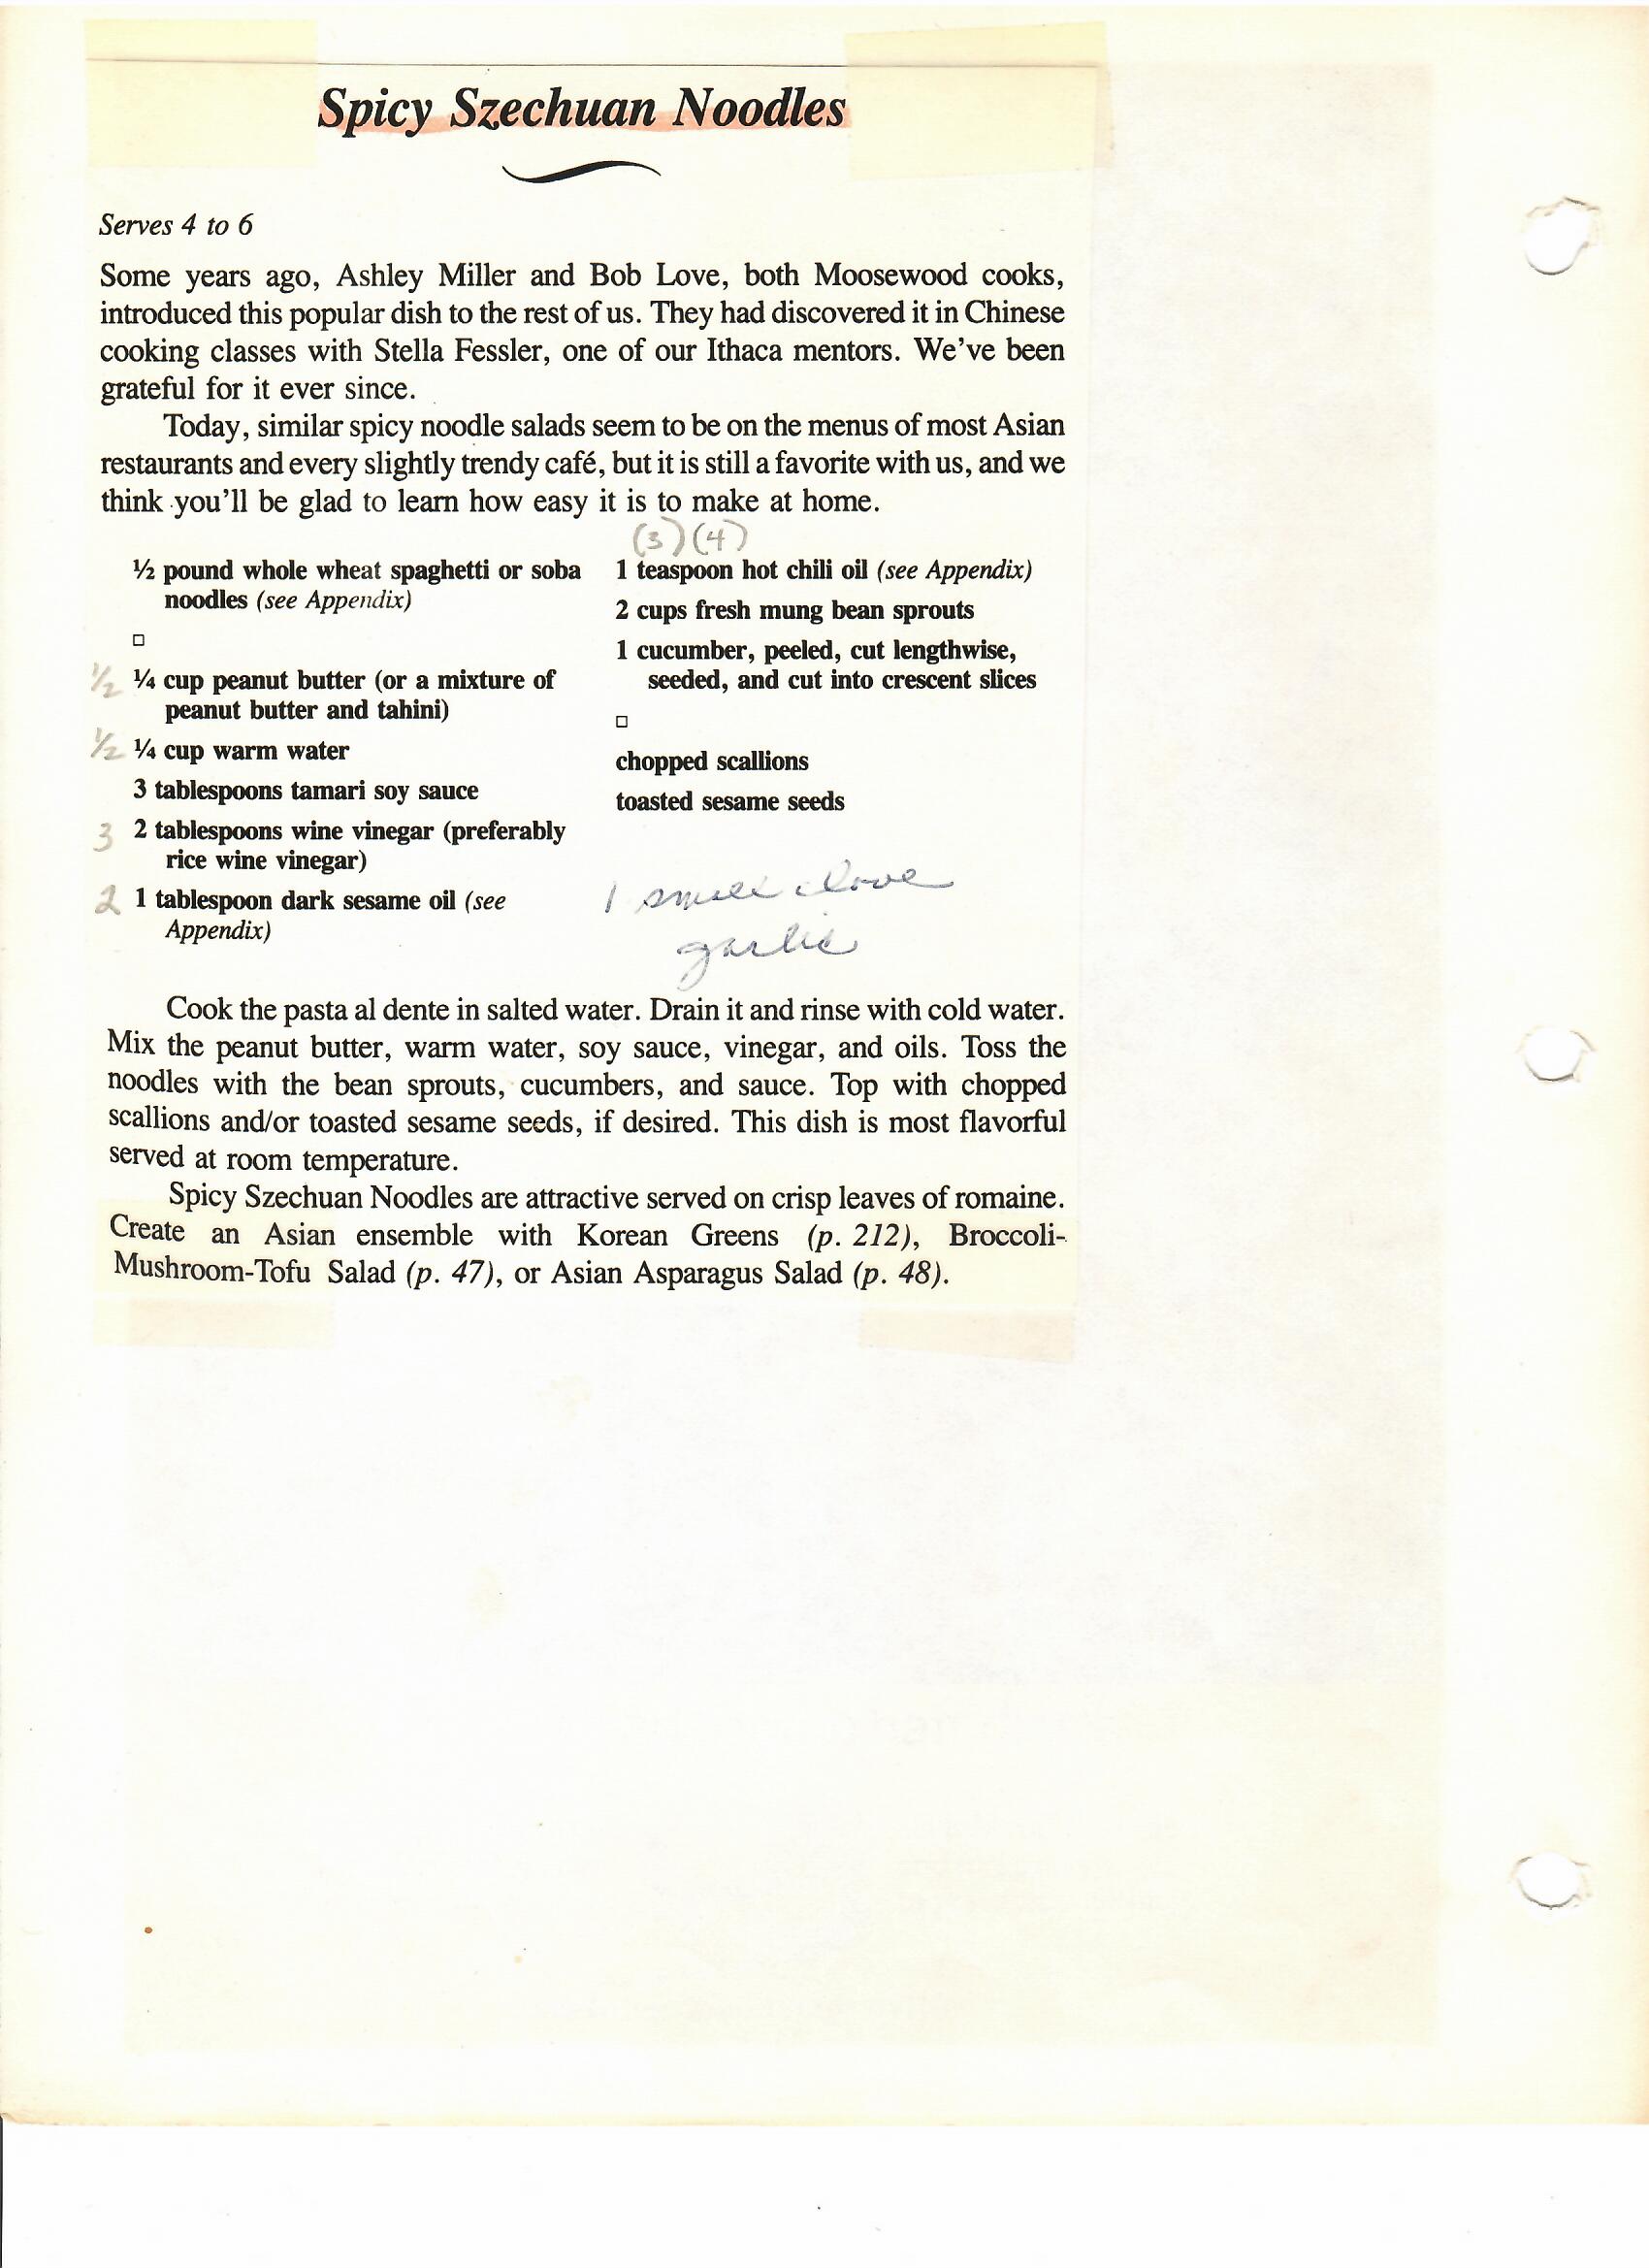 Spicy Szechuan Noodles
Serves 4 to 6
Some years ago, Ashley Miller and Bob Love, both Moosewood cooks,
introduced this popular dish to the rest of us. They had discovered it in Chinese
cooking classes with Stella Fessler, one of our Ithaca mentors. We've been
grateful for it ever since.
Today, similar spicy noodle salads seem to be on the menus of most Asian
restaurants and every slightly trendy café, but it is still a favorite with us, and we
think you'll be glad to learn how easy it is to make at home.
½ pound whole wheat spaghetti or soba
noodles (see Appendix)
□
½ ¼ cup peanut butter (or a mixture of
peanut butter and tahini)
½ ¼ cup warm water
3 tablespoons tamari soy sauce
3 2 tablespoons wine vinegar (preferably
rice wine vinegar)
2 1 tablespoon dark sesame oil (see
Appendix)
(3) (4)
1 teaspoon hot chili oil (see Appendix)
2 cups fresh mung bean sprouts
1 cucumber, peeled, cut lengthwise,
seeded, and cut into crescent slices
□
chopped scallions
toasted sesame seeds
1 small clove
garlic
Cook the pasta al dente in salted water. Drain it and rinse with cold water.
Mix the peanut butter, warm water, soy sauce, vinegar, and oils. Toss the
noodles with the bean sprouts, cucumbers, and sauce. Top with chopped
scallions and/or toasted sesame seeds, if desired. This dish is most flavorful
served at room temperature.
Spicy Szechuan Noodles are attractive served on crisp leaves of romaine.
Create an Asian ensemble with Korean Greens (p. 212), Broccoli-
Mushroom-Tofu Salad (p. 47), or Asian Asparagus Salad (p. 48).